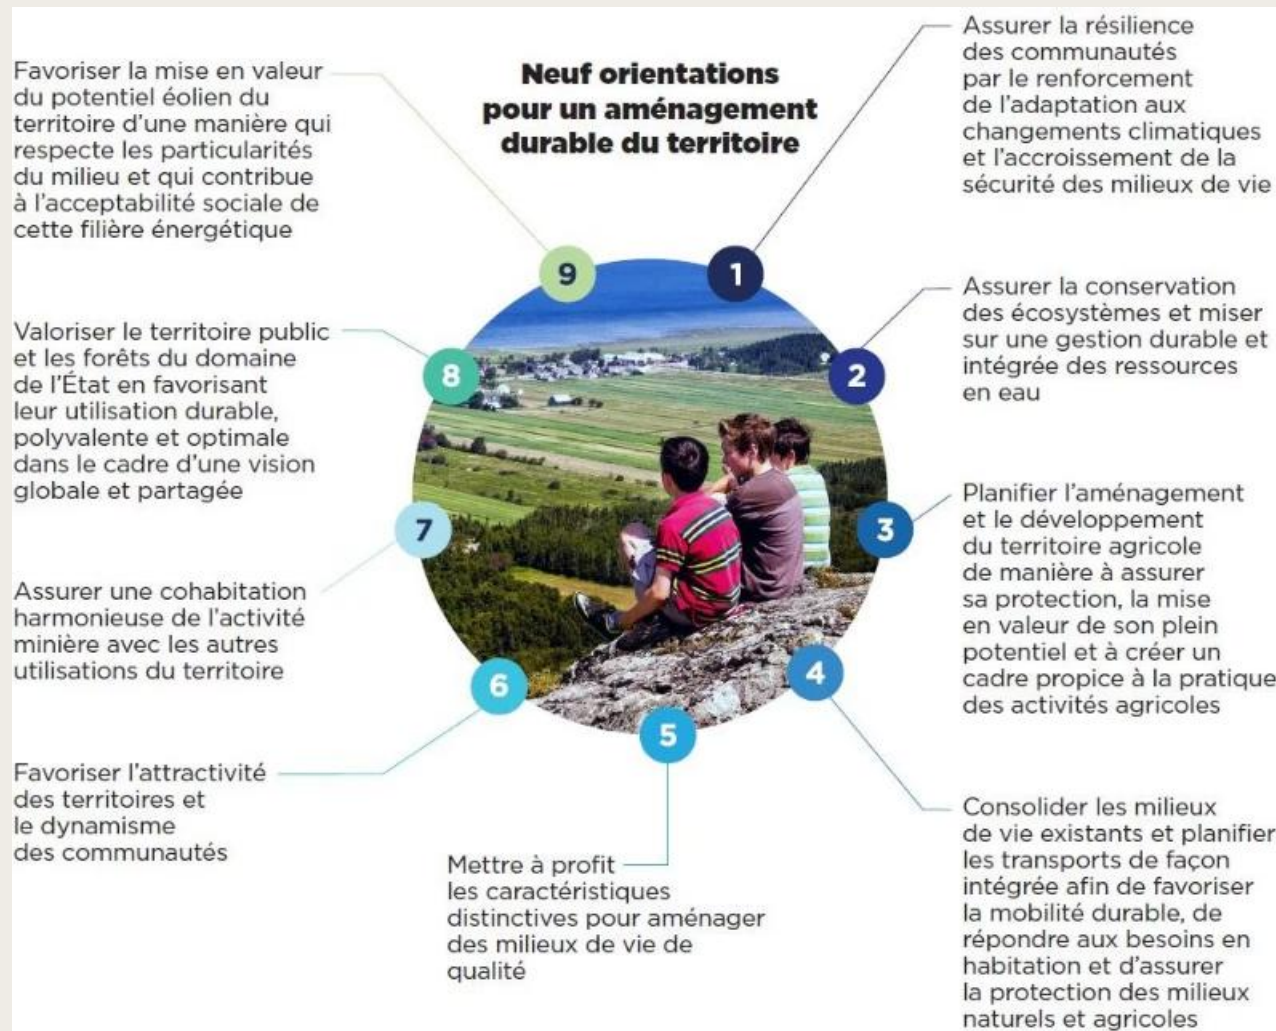 Neuf orientations
pour un aménagement
durable du territoire
1
Assurer la résilience
des communautés
par le renforcement
de l'adaptation aux
changements climatiques
et l'accroissement de la
sécurité des milieux de vie
2
Assurer la conservation
des écosystèmes et miser
sur une gestion durable et
intégrée des ressources
en eau
3
Planifier l'aménagement
et le développement
du territoire agricole
de manière à assurer
sa protection, la mise
en valeur de son plein
potentiel et à créer un
cadre propice à la pratique
des activités agricoles
4
Consolider les milieux
de vie existants et planifier
les transports de façon
intégrée afin de favoriser
la mobilité durable, de
répondre aux besoins en
habitation et d'assurer
la protection des milieux
naturels et agricoles
5
Mettre à profit
les caractéristiques
distinctives pour aménager
des milieux de vie de
qualité
6
Favoriser l'attractivité
des territoires et
le dynamisme
des communautés
7
Assurer une cohabitation
harmonieuse de l'activité
minière avec les autres
utilisations du territoire
8
Valoriser le territoire public
et les forêts du domaine
de l'État en favorisant
leur utilisation durable,
polyvalente et optimale
dans le cadre d'une vision
globale et partagée
9
Favoriser la mise en valeur
du potentiel éolien du
territoire d'une manière qui
respecte les particularités
du milieu et qui contribue
à l'acceptabilité sociale de
cette filière énergétique